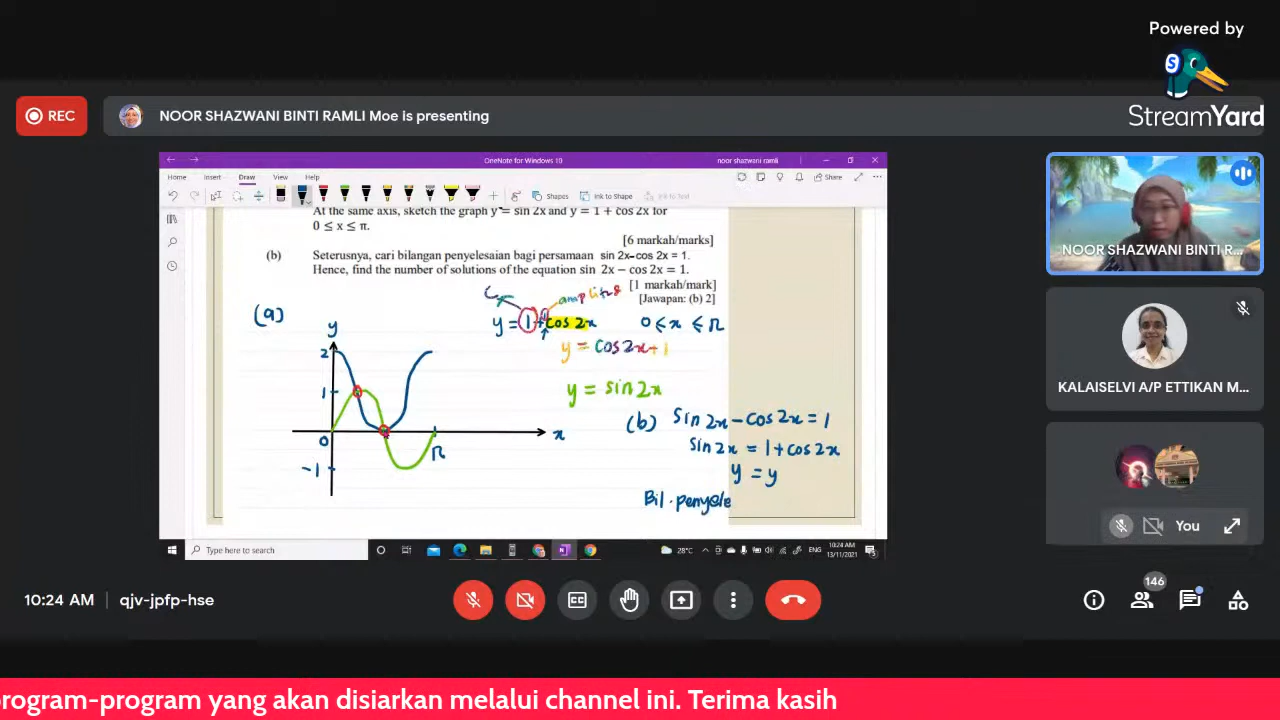 Powered by
StreamYard
REC
NOOR SHAZWANI BINTI RAMLI Moe is presenting
OneNote for Windows 10
noor shazwani ramli
Home Insert Draw View Help
Share
Shapes
Ink to Shape
Ink to Text
At the same axis, sketch the graph y = sin 2x and y = 1 + cos 2x for
0 ≤ x ≤ π.
[6 markah/marks]
(b) Seterusnya, cari bilangan penyelesaian bagi persamaan sin 2x–cos 2x = 1.
Hence, find the number of solutions of the equation sin 2x – cos 2x = 1.
[1 markah/mark]
[Jawapan: (b) 2]
amplitud
(a)
y = 1 + cos 2x 0 ≤ x ≤ π
y = cos 2x + 1
y = sin 2x
y
2
1
0
-1
π
x
(b) sin 2x - cos 2x = 1
sin 2x = 1 + cos 2x
y = y
Bil. penyele
Type here to search
28°C
ENG
10:24 AM
13/11/2021
NOOR SHAZWANI BINTI R...
KALAISELVI A/P ETTIKAN M...
You
10:24 AM | qjv-jpfp-hse
146
rogram-program yang akan disiarkan melalui channel ini. Terima kasih